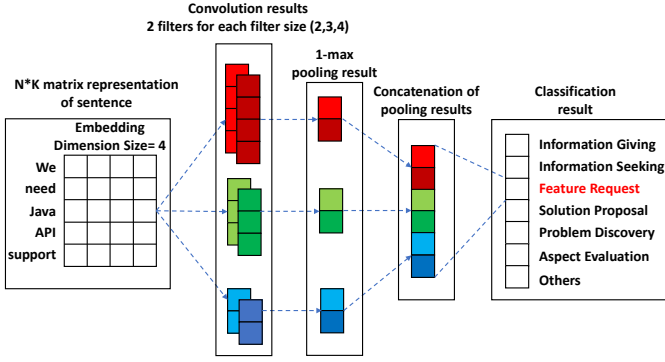 Convolution results
2 filters for each filter size (2,3,4)
1-max
pooling result
N*K matrix representation
of sentence
Concatenation of
pooling results
Classification
result
Embedding
Dimension Size= 4
We
need
Java
API
support
Information Giving
Information Seeking
Feature Request
Solution Proposal
Problem Discovery
Aspect Evaluation
Others